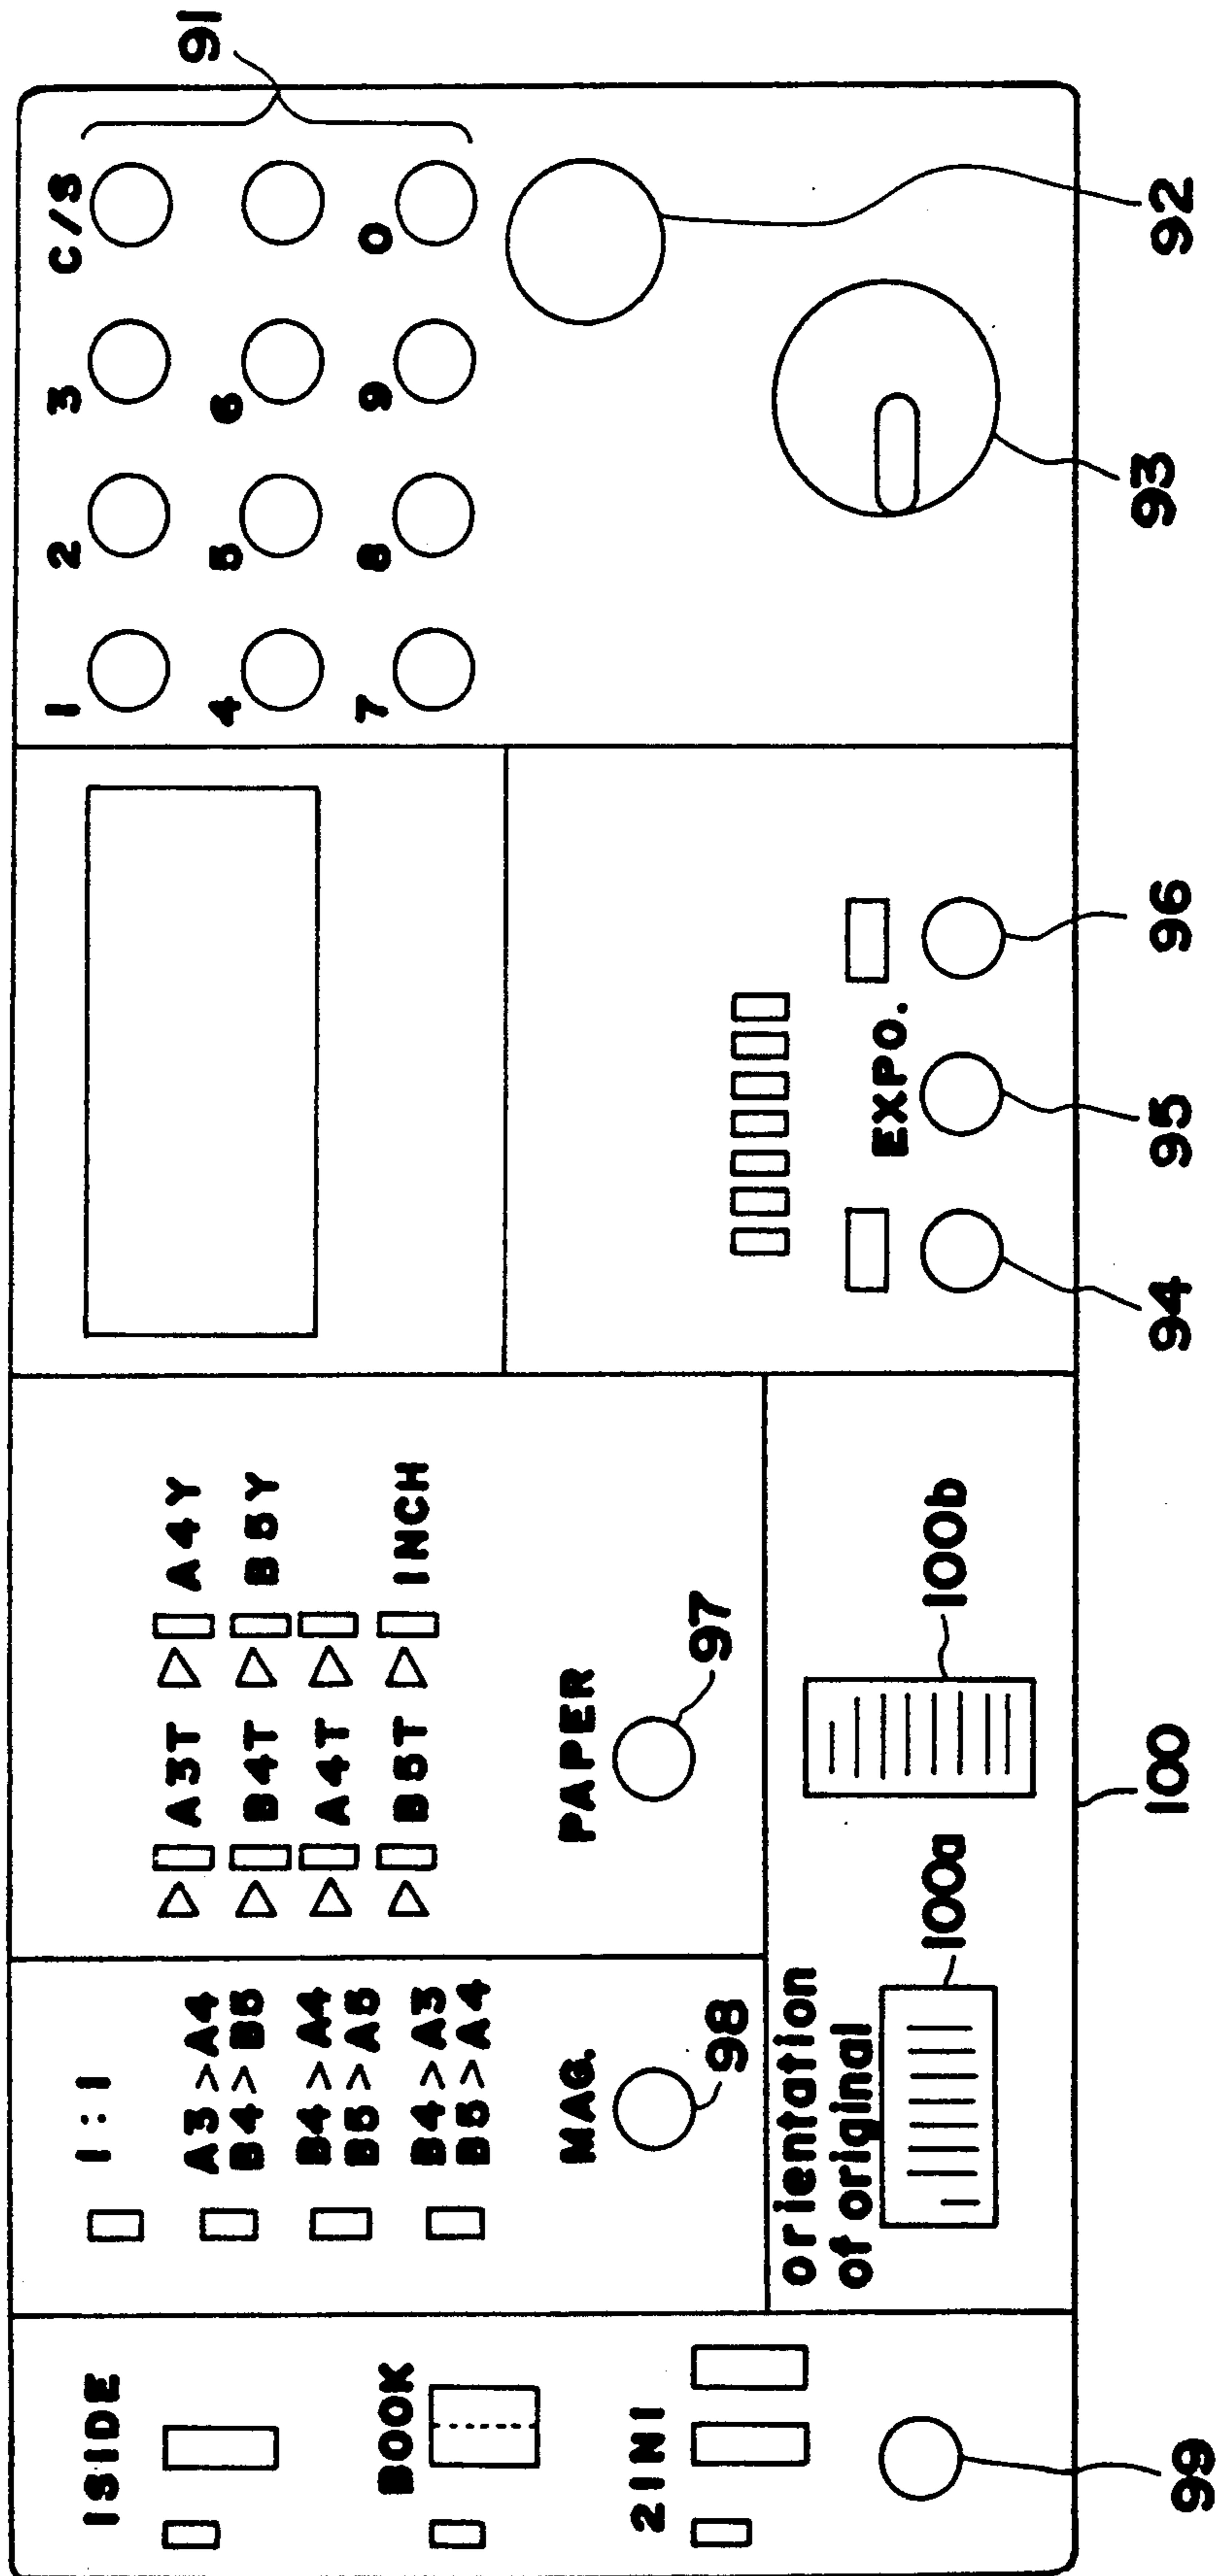 1SIDE
BOOK
2IN1
99
1:1
A3>A4
B4>B5
B4>A4
B5>A5
B4>A3
B5>A4
MAG.
98
A3T A4Y
B4T B5Y
A4T
B5T INCH
PAPER
97
orientation
of original
100a
100b
100
EXPO.
94 95 96
1 2 3 C/S
4 5 6
7 8 9 0
91
92
93